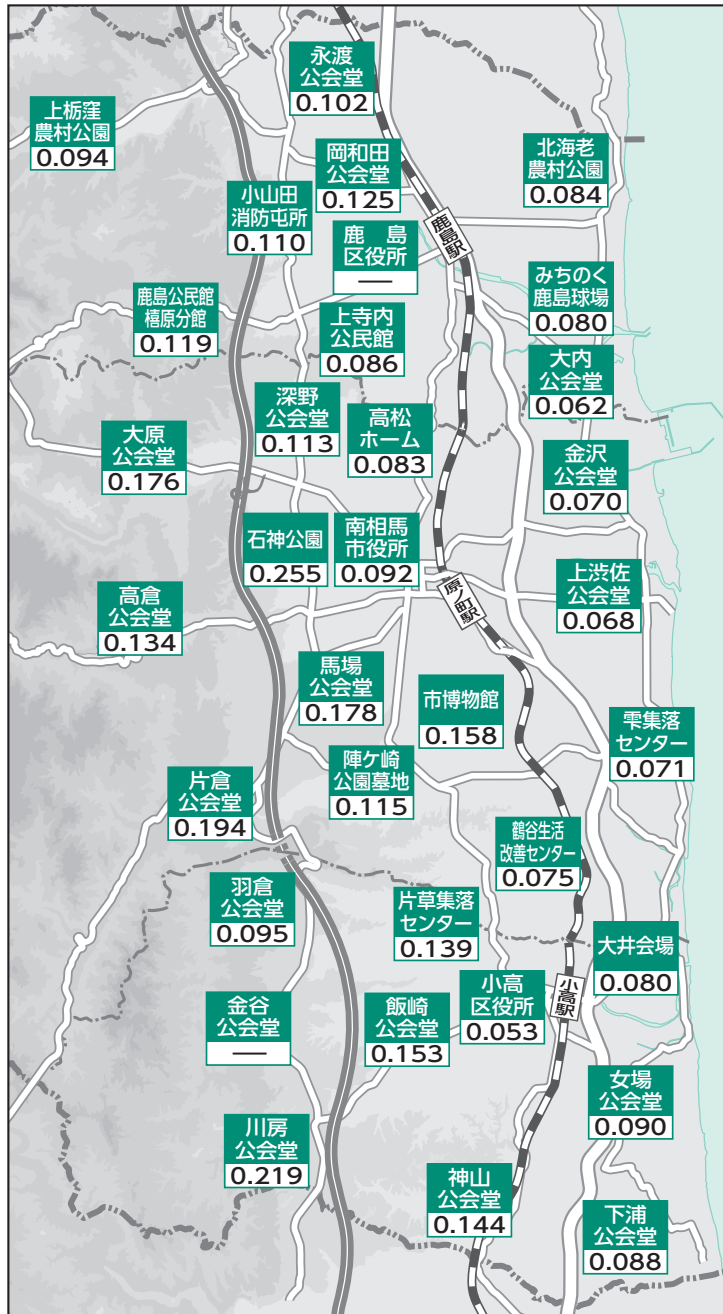 永渡
公会堂
0.102
上栃窪
農村公園
0.094
岡和田
公会堂
0.125
北海老
農村公園
0.084
小山田
消防屯所
0.110
鹿島駅
鹿　島
区役所
—
みちのく
鹿島球場
0.080
鹿島公民館
橲原分館
0.119
上寺内
公民館
0.086
大内
公会堂
0.062
深野
公会堂
0.113
高松
ホーム
0.083
大原
公会堂
0.176
金沢
公会堂
0.070
石神公園
0.255
南相馬
市役所
0.092
原ノ町駅
上渋佐
公会堂
0.068
高倉
公会堂
0.134
馬場
公会堂
0.178
市博物館
0.158
雫集落
センター
0.071
陣ケ崎
公園墓地
0.115
片倉
公会堂
0.194
鶴谷生活
改善センター
0.075
羽倉
公会堂
0.095
片草集落
センター
0.139
大井会場
0.080
小高
区役所
0.053
小高駅
金谷
公会堂
—
飯崎
公会堂
0.153
女場
公会堂
0.090
川房
公会堂
0.219
神山
公会堂
0.144
下浦
公会堂
0.088